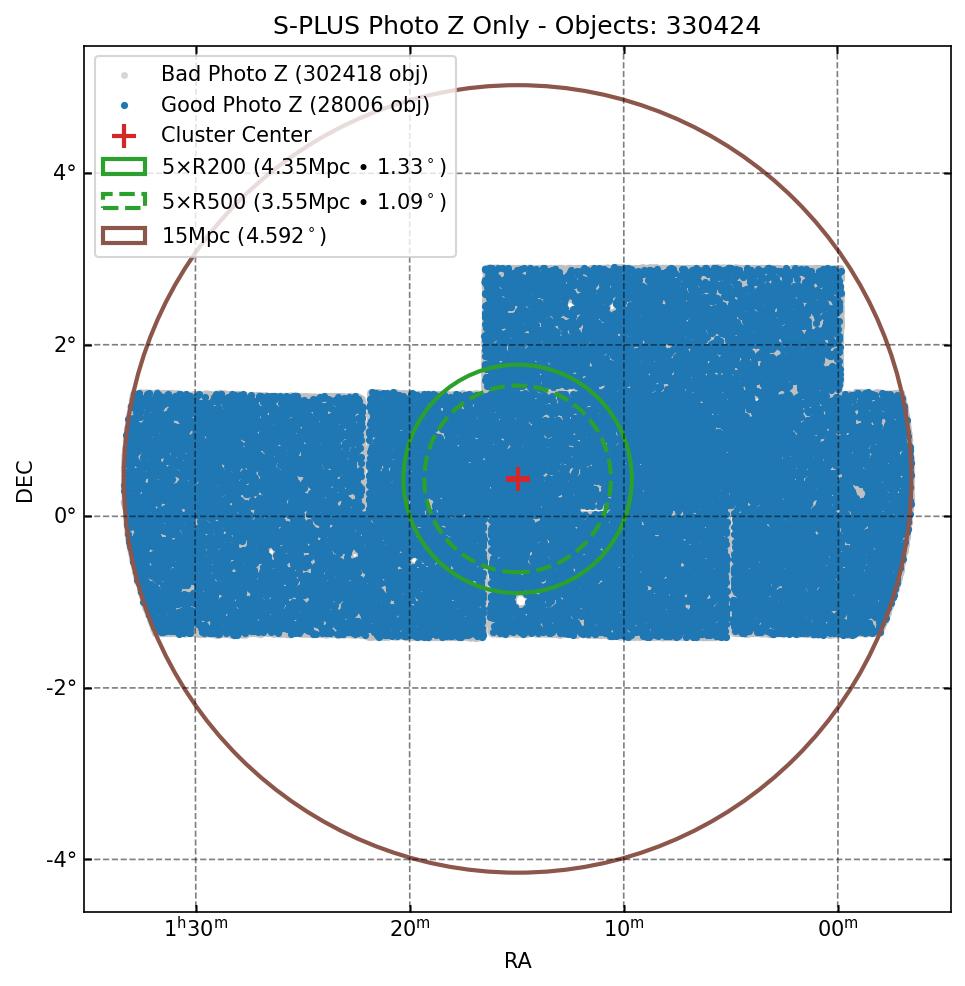 S-PLUS Photo Z Only - Objects: 330424
Bad Photo Z (302418 obj)
Good Photo Z (28006 obj)
Cluster Center
5×R200 (4.35Mpc • 1.33°)
5×R500 (3.55Mpc • 1.09°)
15Mpc (4.592°)
4°
2°
0°
-2°
-4°
DEC
1ʰ30ᵐ 20ᵐ 10ᵐ 00ᵐ
RA